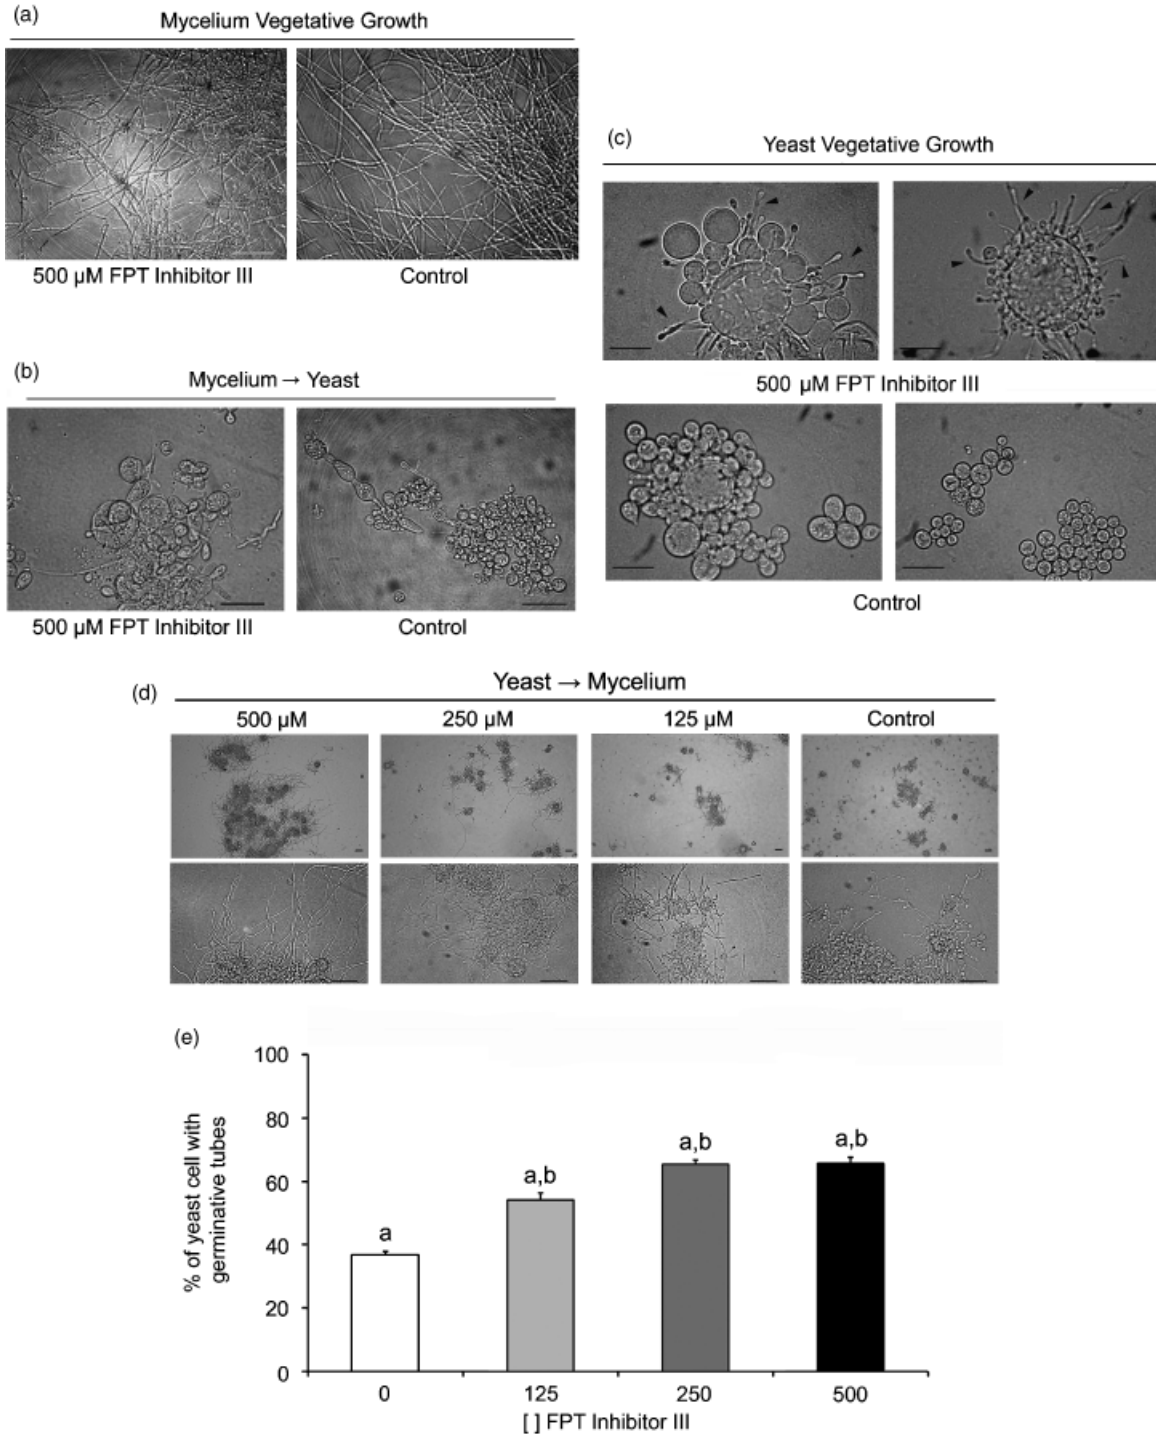 (a)
Mycelium Vegetative Growth
500 µM FPT Inhibitor III
Control
(b)
Mycelium → Yeast
500 µM FPT Inhibitor III
Control
(c)
Yeast Vegetative Growth
500 µM FPT Inhibitor III
Control
(d)
Yeast → Mycelium
500 µM
250 µM
125 µM
Control
(e)
% of yeast cell with
germinative tubes
100
80
60
40
20
0
a
a,b
a,b
a,b
0
125
250
500
[ ] FPT Inhibitor III